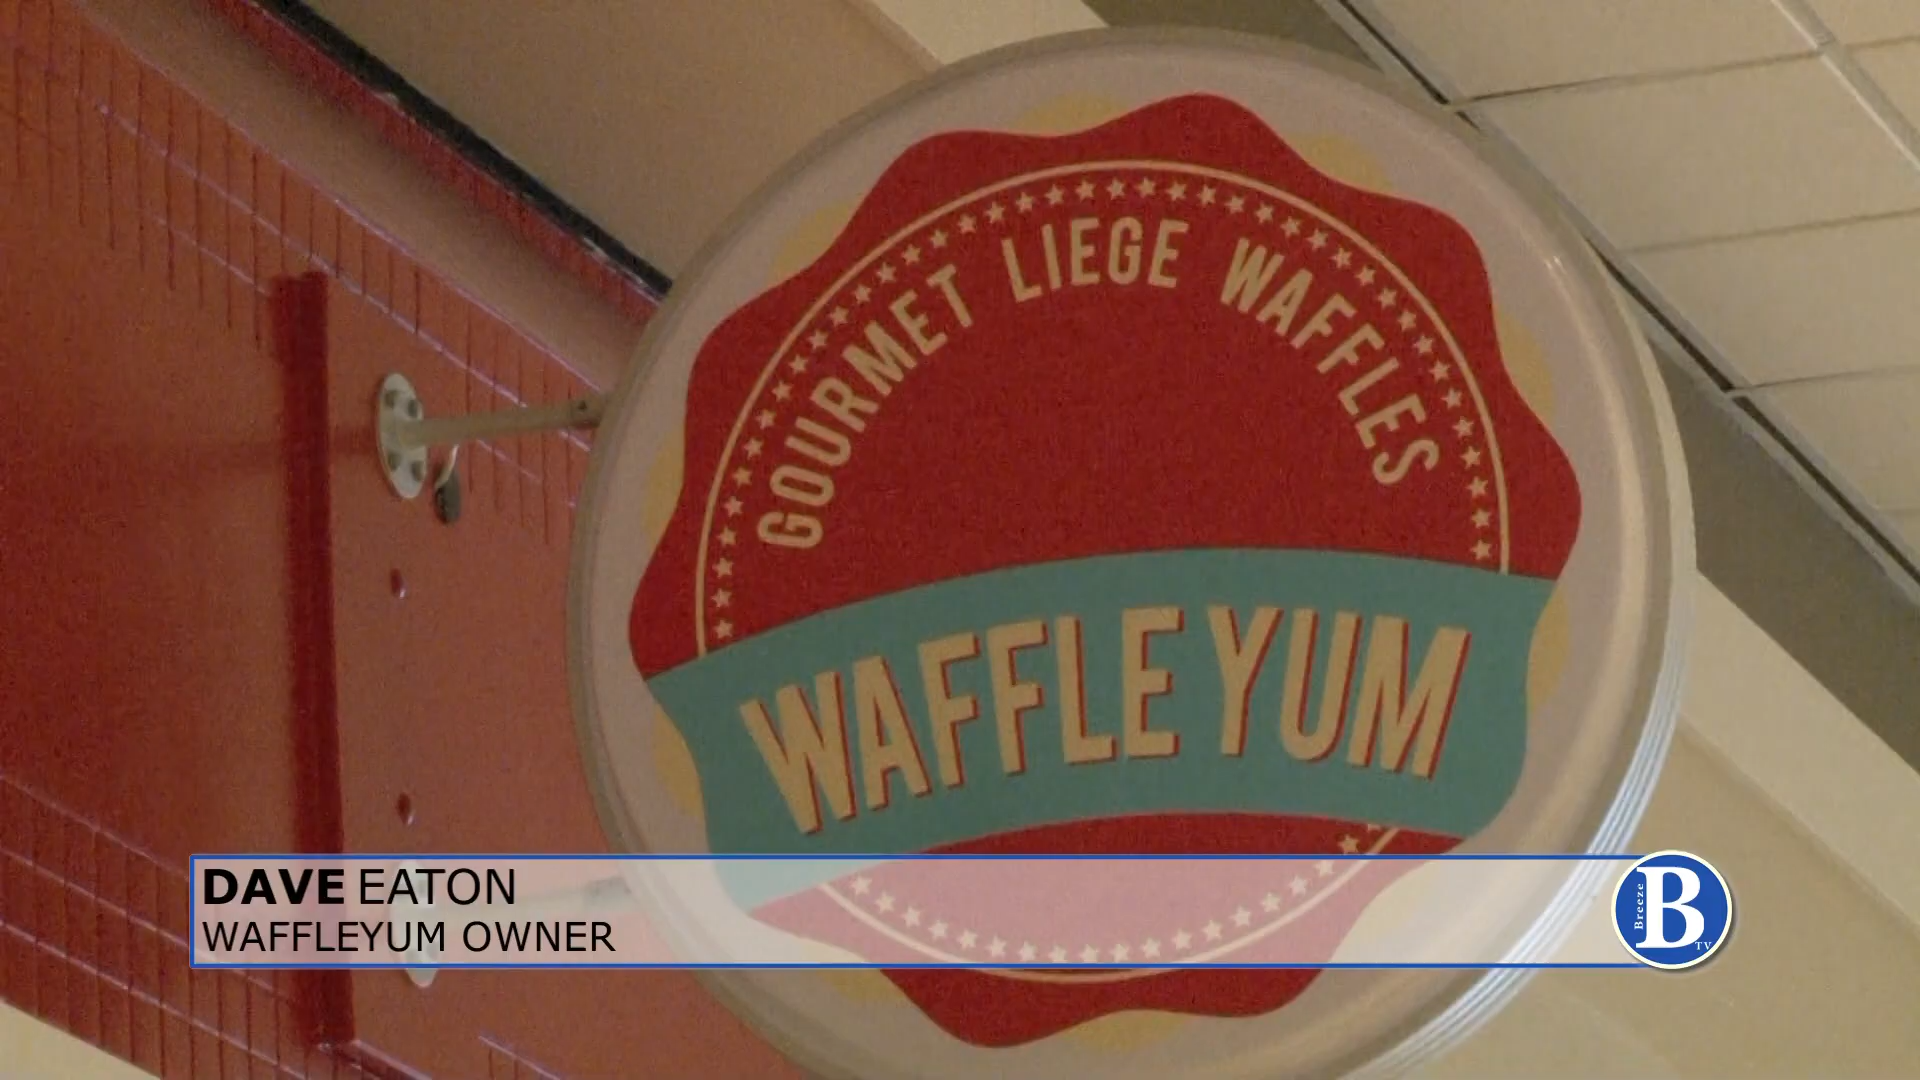 GOURMET LIEGE WAFFLES
WAFFLE YUM
DAVE EATON
WAFFLEYUM OWNER
Breeze
B
TV